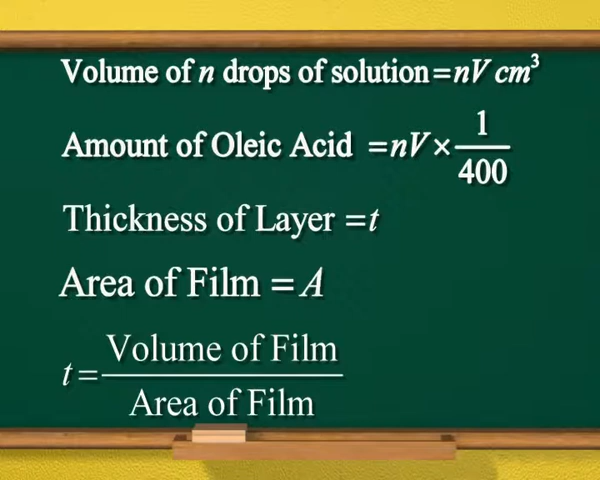 Volume of n drops of solution=nV cm³
Amount of Oleic Acid =nV×1/400
Thickness of Layer =t
Area of Film = A
t=Volume of Film/Area of Film